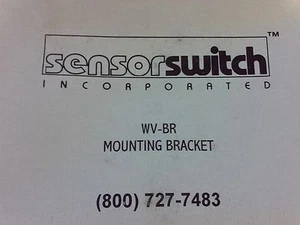 sensorswitch™
INCORPORATED
WV-BR
MOUNTING BRACKET
(800) 727-7483